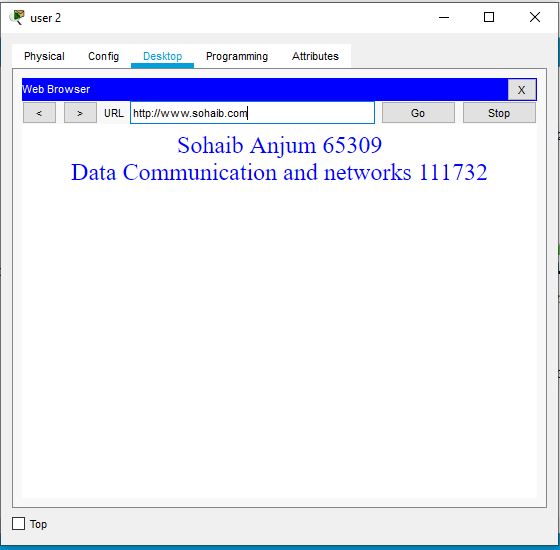 user 2
Physical Config Desktop Programming Attributes
Web Browser X
< > URL http://www.sohaib.com Go Stop
Sohaib Anjum 65309
Data Communication and networks 111732
Top